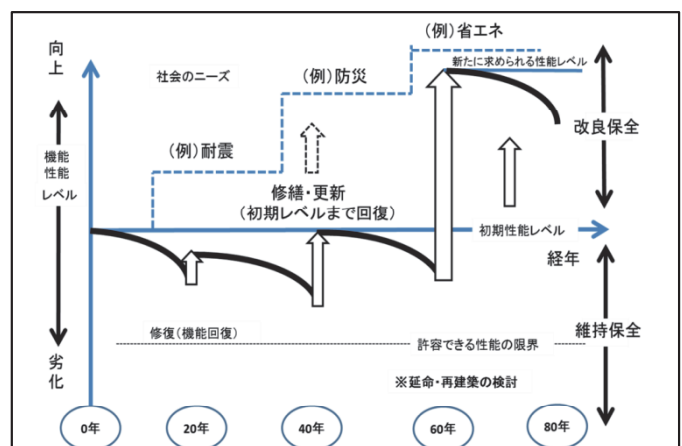 (例)省エネ
向
上
新たに求められる性能レベル
社会のニーズ
(例)防災
改良保全
機能
性能
レベル
(例)耐震
修繕・更新
(初期レベルまで回復)
初期性能レベル
経年
修復(機能回復)
維持保全
許容できる性能の限界
劣
化
※延命・再建築の検討
0年
20年
40年
60年
80年